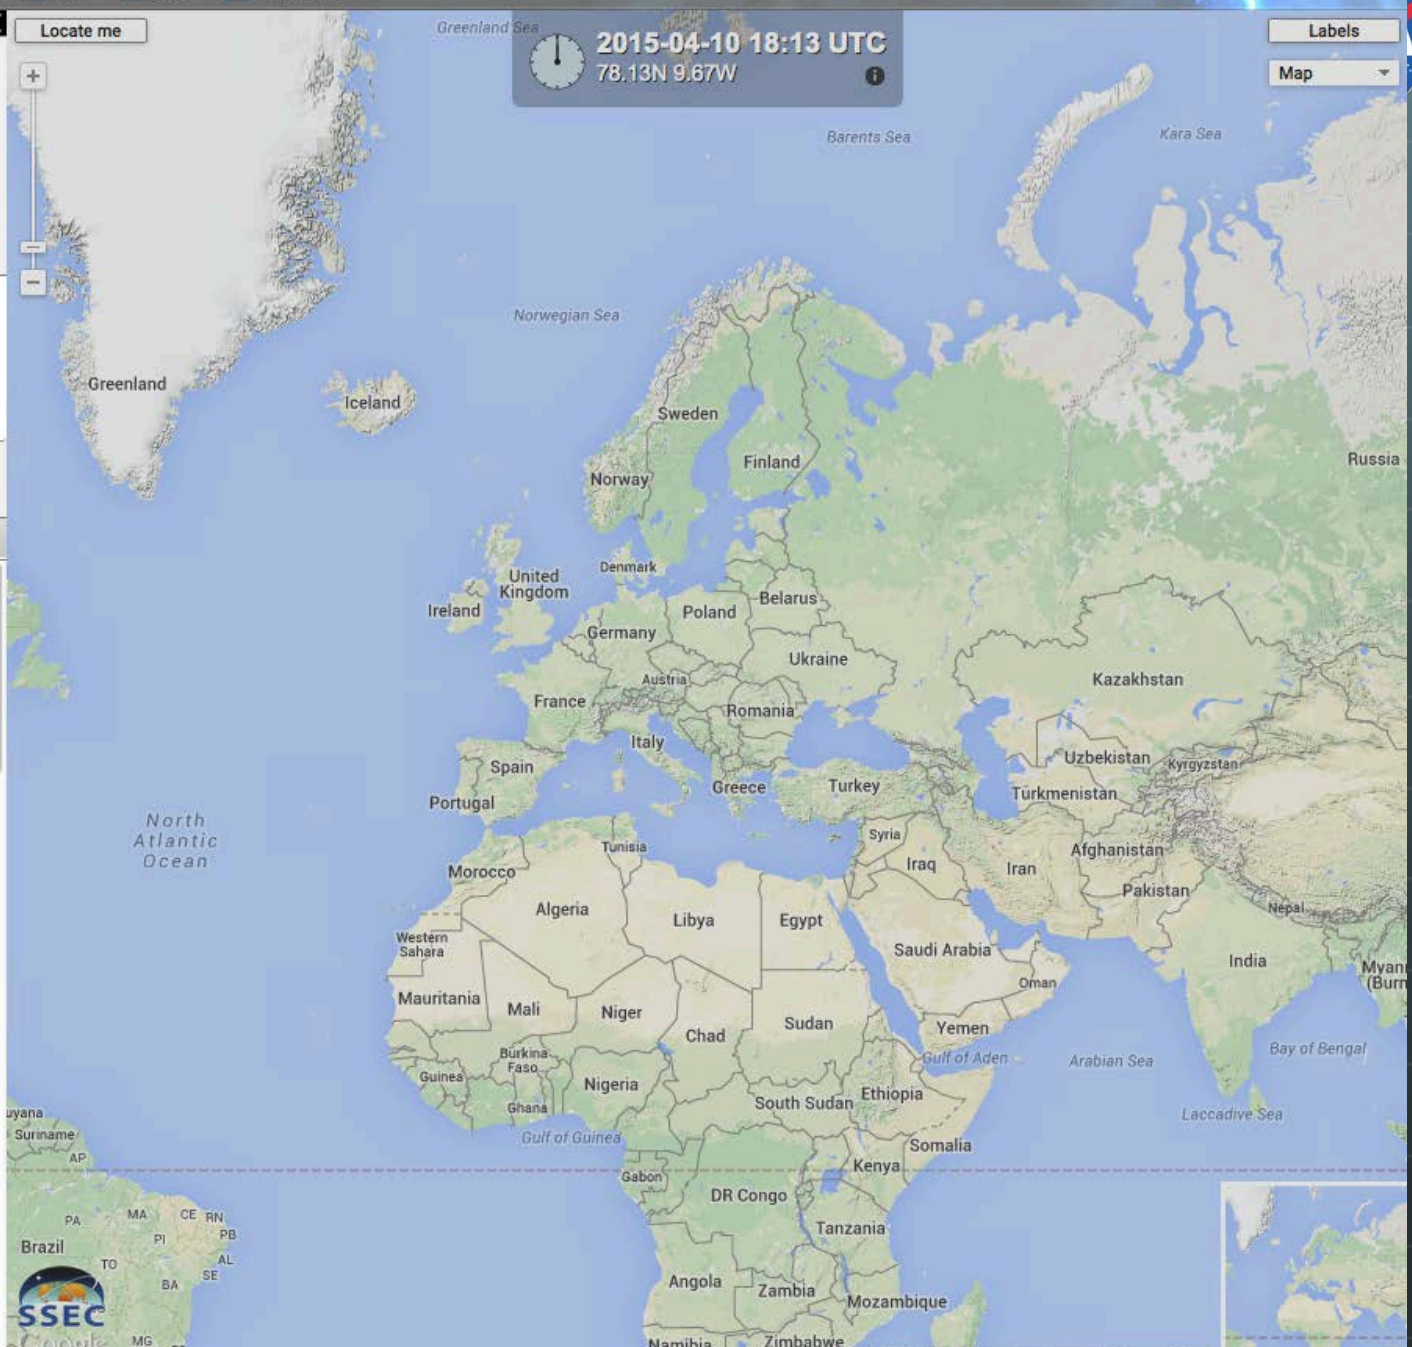 Locate me
Greenland Sea
2015-04-10 18:13 UTC
78.13N 9.67W
i
Labels
Map
Barents Sea
Kara Sea
Norwegian Sea
Greenland
Iceland
Sweden
Finland
Russia
Norway
Denmark
United
Kingdom
Ireland
Belarus
Poland
Germany
Ukraine
Austria
Kazakhstan
France
Romania
Italy
Uzbekistan
Kyrgyzstan
Spain
Greece
Turkey
Turkmenistan
Portugal
North
Atlantic
Ocean
Syria
Tunisia
Afghanistan
Iraq
Iran
Morocco
Pakistan
Algeria
Libya
Egypt
Nepal
Western
Sahara
Saudi Arabia
India
Myan
(Burn
Oman
Mauritania
Mali
Niger
Sudan
Yemen
Chad
Bay of Bengal
Burkina
Faso
Gulf of Aden
Arabian Sea
Guinea
Nigeria
Ethiopia
South Sudan
Ghana
uyana
Laccadive Sea
Suriname
Gulf of Guinea
Somalia
AP
Kenya
Gabon
DR Congo
MA
CE
RN
PA
Tanzania
PI
PB
Brazil
AL
TO
SE
BA
Angola
Zambia
Mozambique
SSEC
Google
MG
Namibia
Zimbabwe